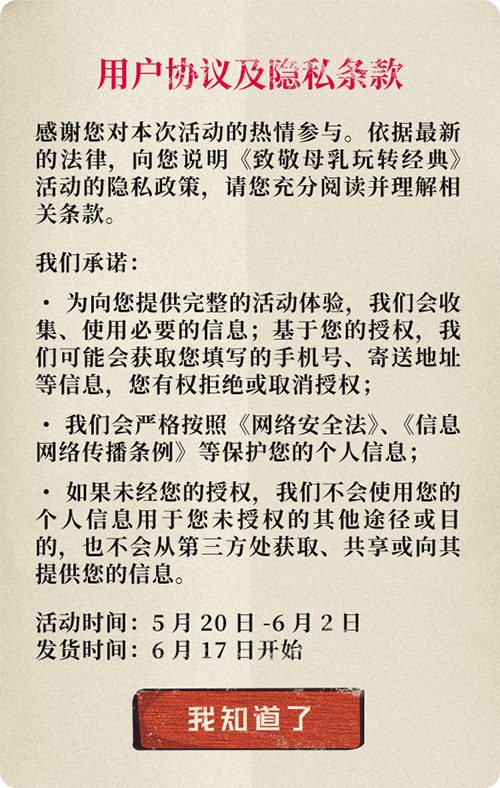 用户协议及隐私条款
感谢您对本次活动的热情参与。依据最新
的法律，向您说明《致敬母乳玩转经典》
活动的隐私政策，请您充分阅读并理解相
关条款。
我们承诺：
· 为向您提供完整的活动体验，我们会收
集、使用必要的信息；基于您的授权，我
们可能会获取您填写的手机号、寄送地址
等信息，您有权拒绝或取消授权；
· 我们会严格按照《网络安全法》、《信息
网络传播条例》等保护您的个人信息；
· 如果未经您的授权，我们不会使用您的
个人信息用于您未授权的其他途径或目
的，也不会从第三方处获取、共享或向其
提供您的信息。
活动时间：5 月 20 日 -6 月 2 日
发货时间：6 月 17 日开始
我知道了